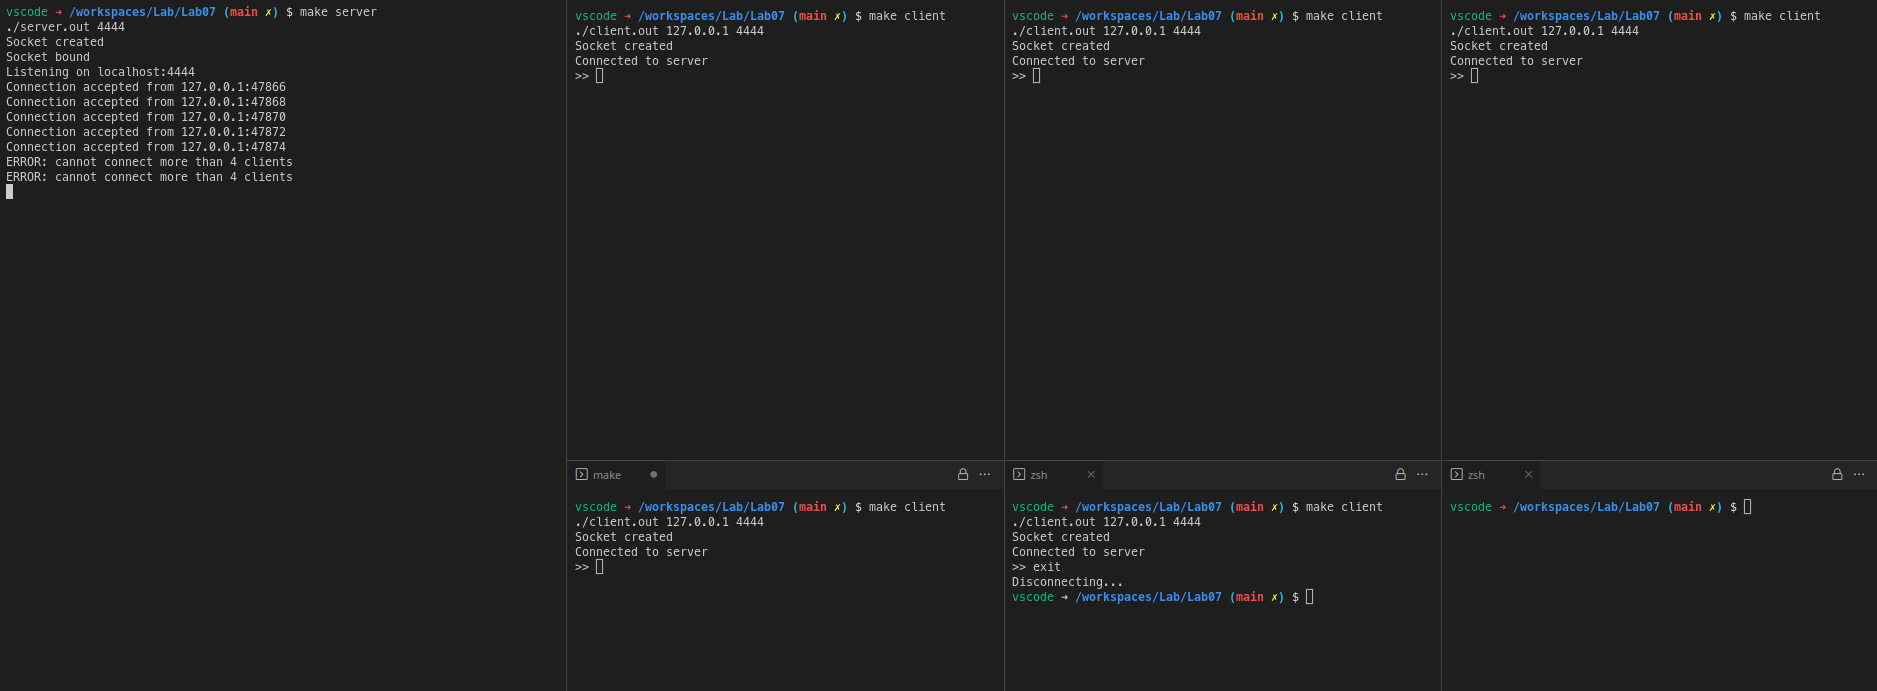 vscode → /workspaces/Lab/Lab07 (main ✗) $ make server
./server.out 4444
Socket created
Socket bound
Listening on localhost:4444
Connection accepted from 127.0.0.1:47866
Connection accepted from 127.0.0.1:47868
Connection accepted from 127.0.0.1:47870
Connection accepted from 127.0.0.1:47872
Connection accepted from 127.0.0.1:47874
ERROR: cannot connect more than 4 clients
ERROR: cannot connect more than 4 clients
vscode → /workspaces/Lab/Lab07 (main ✗) $ make client
./client.out 127.0.0.1 4444
Socket created
Connected to server
>>
vscode → /workspaces/Lab/Lab07 (main ✗) $ make client
./client.out 127.0.0.1 4444
Socket created
Connected to server
>>
vscode → /workspaces/Lab/Lab07 (main ✗) $ make client
./client.out 127.0.0.1 4444
Socket created
Connected to server
>>
make
vscode → /workspaces/Lab/Lab07 (main ✗) $ make client
./client.out 127.0.0.1 4444
Socket created
Connected to server
>>
zsh
vscode → /workspaces/Lab/Lab07 (main ✗) $ make client
./client.out 127.0.0.1 4444
Socket created
Connected to server
>> exit
Disconnecting...
vscode → /workspaces/Lab/Lab07 (main ✗) $
zsh
vscode → /workspaces/Lab/Lab07 (main ✗) $